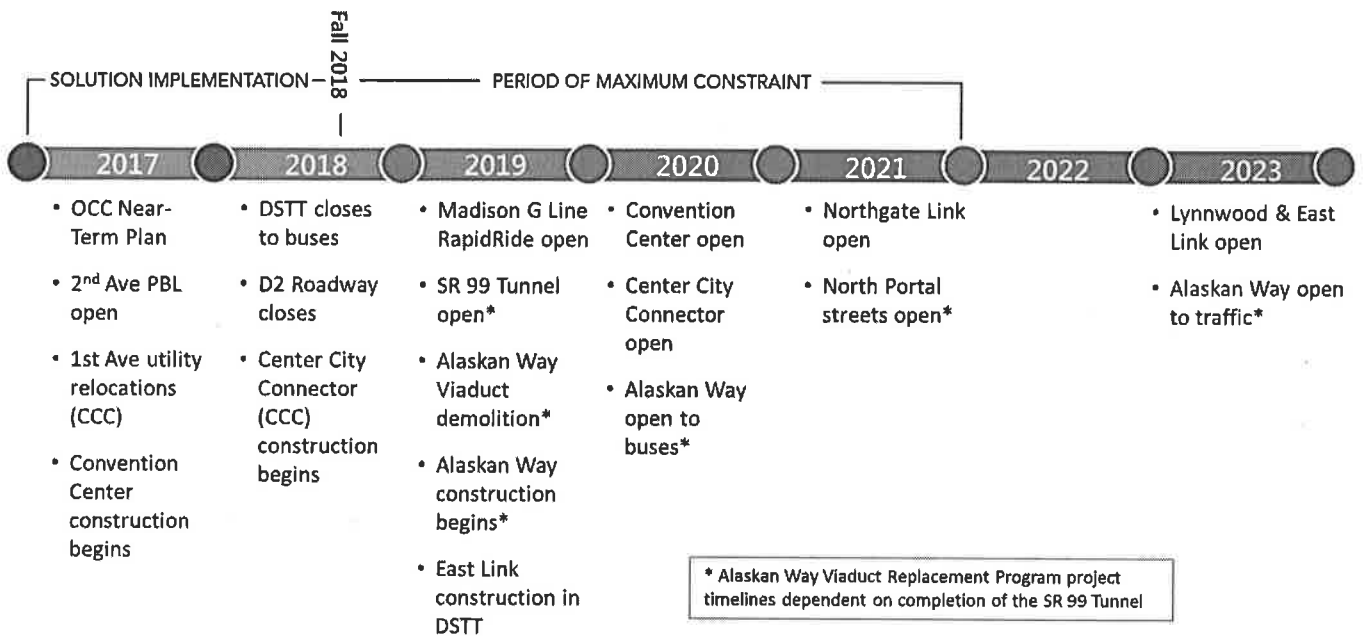 Fall 2018
SOLUTION IMPLEMENTATION
PERIOD OF MAXIMUM CONSTRAINT
2017
2018
2019
2020
2021
2022
2023
• OCC Near-
Term Plan
• 2nd Ave PBL
open
• 1st Ave utility
relocations
(CCC)
• Convention
Center
construction
begins
• DSTT closes
to buses
• D2 Roadway
closes
• Center City
Connector
(CCC)
construction
begins
• Madison G Line
RapidRide open
• SR 99 Tunnel
open*
• Alaskan Way
Viaduct
demolition*
• Alaskan Way
construction
begins*
• East Link
construction in
DSTT
• Convention
Center open
• Center City
Connector
open
• Alaskan Way
open to
buses*
• Northgate Link
open
• North Portal
streets open*
• Lynnwood & East
Link open
• Alaskan Way open
to traffic*
* Alaskan Way Viaduct Replacement Program project
timelines dependent on completion of the SR 99 Tunnel